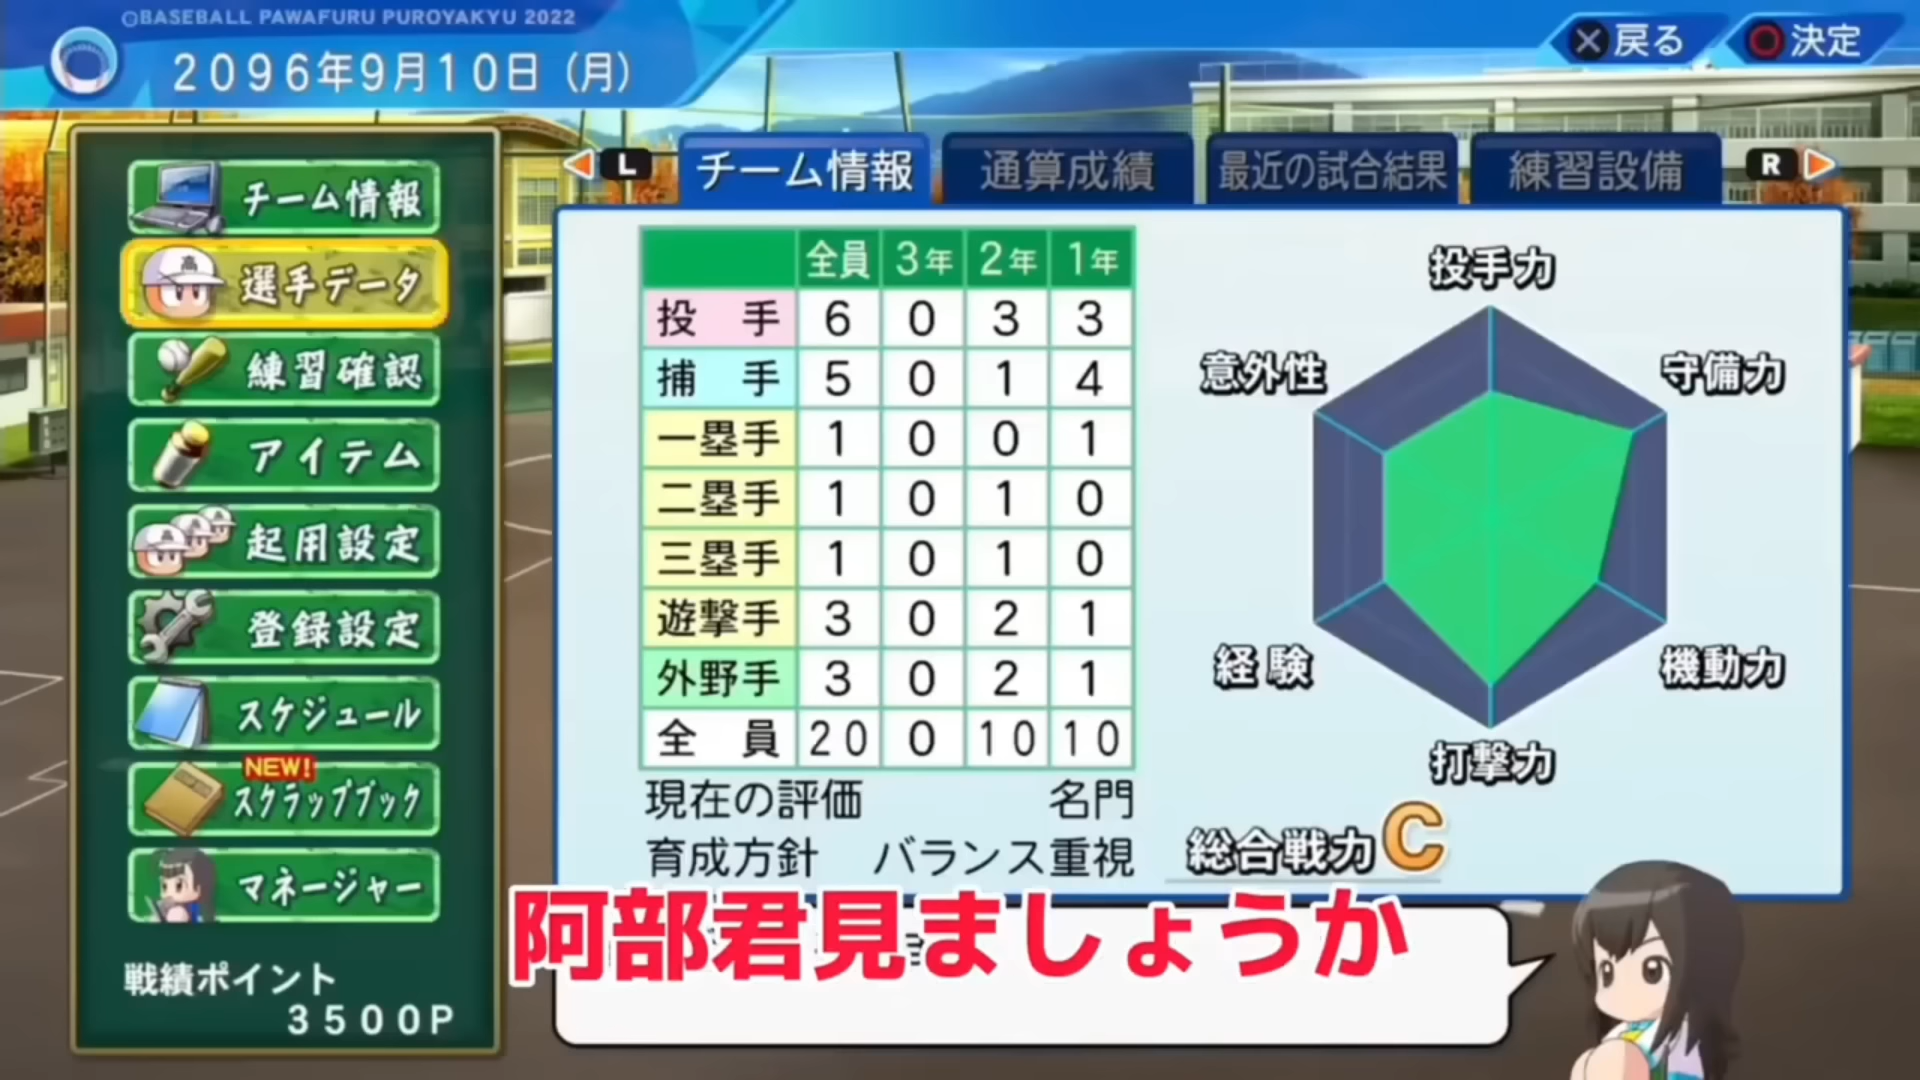 ©BASEBALL PAWAFURU PUROYAKYU 2022
2096年9月10日(月)
戻る 決定
チーム情報
選手データ
練習確認
アイテム
起用設定
登録設定
スケジュール
NEW!
スクラップブック
マネージャー
戦績ポイント
3500P
L チーム情報 通算成績 最近の試合結果 練習設備 R
全員 3年 2年 1年
投手 6 0 3 3
捕手 5 0 1 4
一塁手 1 0 0 1
二塁手 1 0 1 0
三塁手 1 0 1 0
遊撃手 3 0 2 1
外野手 3 0 2 1
全員 20 0 10 10
現在の評価 名門
育成方針 バランス重視
投手力
意外性 守備力
経験 機動力
打撃力
総合戦力 C
阿部君見ましょうか